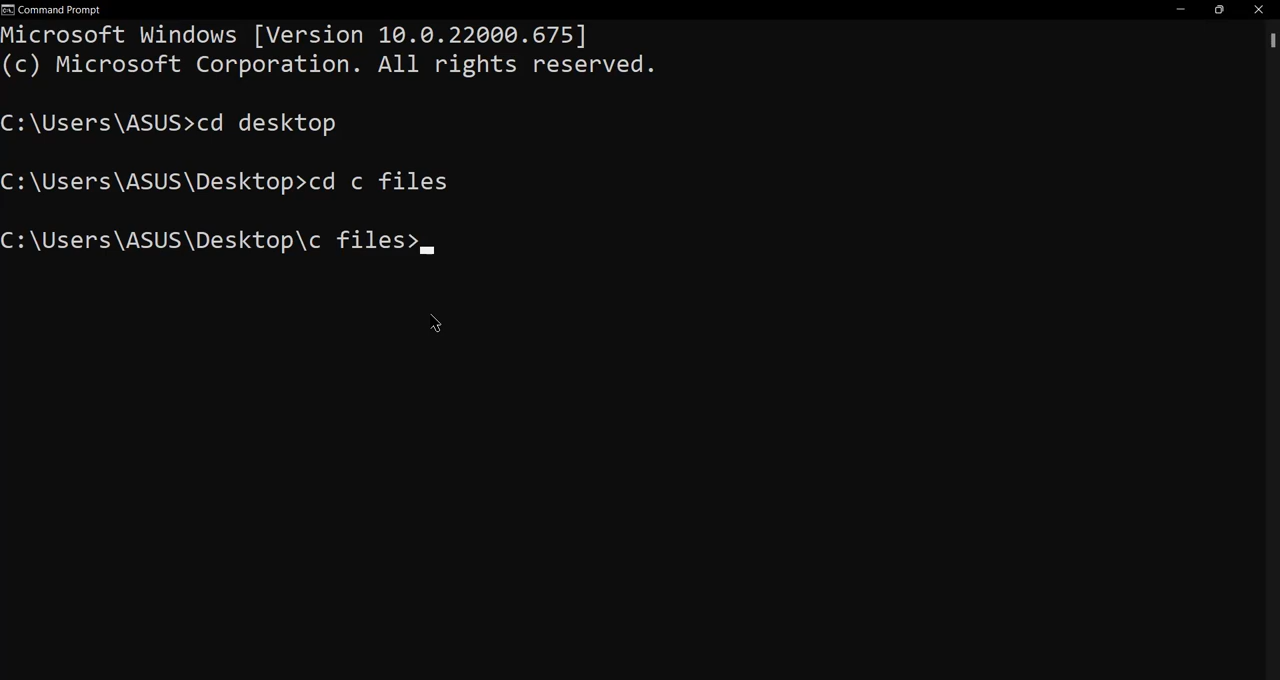 Command Prompt
Microsoft Windows [Version 10.0.22000.675]
(c) Microsoft Corporation. All rights reserved.
C:\Users\ASUS>cd desktop
C:\Users\ASUS\Desktop>cd c files
C:\Users\ASUS\Desktop\c files>